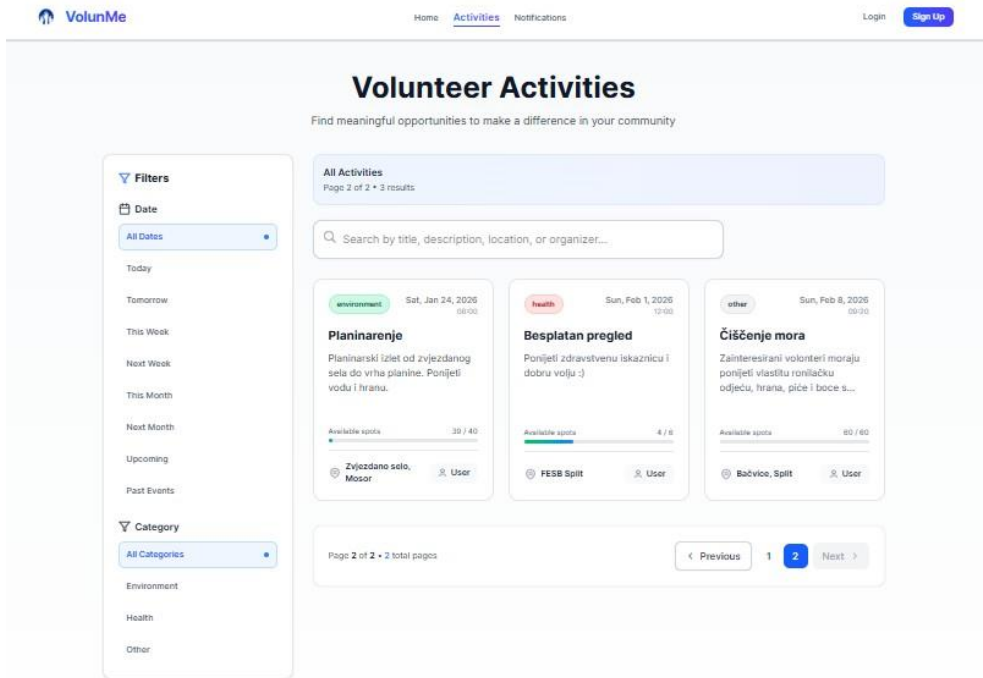 VolunMe
Home Activities Notifications
Login Sign Up
Volunteer Activities
Find meaningful opportunities to make a difference in your community
Filters
Date
All Dates
Today
Tomorrow
This Week
Next Week
This Month
Next Month
Upcoming
Past Events
Category
All Categories
Environment
Health
Other
All Activities
Page 2 of 2 • 3 results
Search by title, description, location, or organizer...
environment Sat, Jan 24, 2026
08:00
Planinarenje
Planinarski izlet od zvjezdanog
sela do vrha planine. Ponijeti
vodu i hranu.
Available spots 39 / 40
Zvjezdano selo,
Mosor
User
health Sun, Feb 1, 2026
12:00
Besplatan pregled
Ponijeti zdravstvenu iskaznicu i
dobru volju :)
Available spots 4 / 6
FESB Split
User
other Sun, Feb 8, 2026
09:30
Čišćenje mora
Zainteresirani volonteri moraju
ponijeti vlastitu ronilačku
odjeću, hrana, piće i boce s...
Available spots 60 / 60
Bačvice, Split
User
Page 2 of 2 • 2 total pages
Previous 1 2 Next